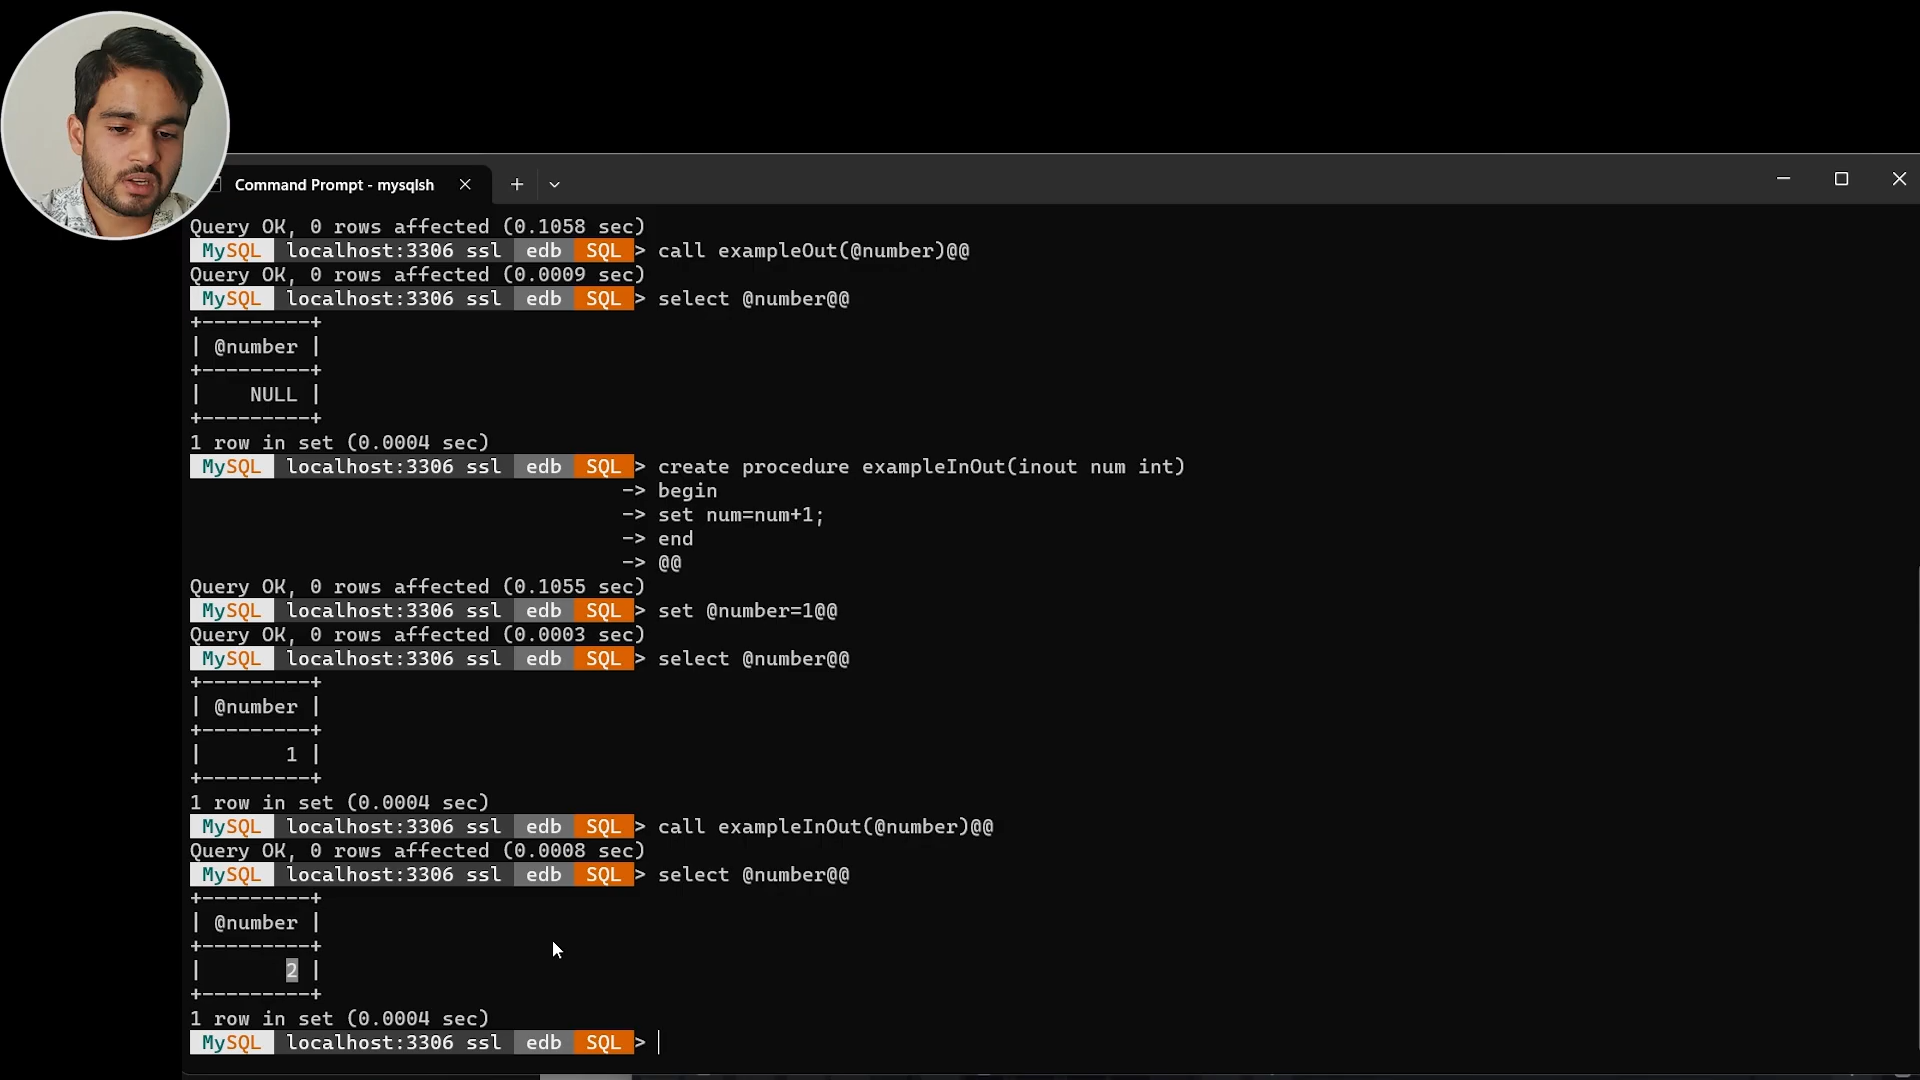 Command Prompt - mysqlsh
Query OK, 0 rows affected (0.1058 sec)
MySQL localhost:3306 ssl edb SQL > call exampleOut(@number)@@
Query OK, 0 rows affected (0.0009 sec)
MySQL localhost:3306 ssl edb SQL > select @number@@
+---------+
| @number |
+---------+
|    NULL |
+---------+
1 row in set (0.0004 sec)
MySQL localhost:3306 ssl edb SQL > create procedure exampleInOut(inout num int)
-> begin
-> set num=num+1;
-> end
-> @@
Query OK, 0 rows affected (0.1055 sec)
MySQL localhost:3306 ssl edb SQL > set @number=1@@
Query OK, 0 rows affected (0.0003 sec)
MySQL localhost:3306 ssl edb SQL > select @number@@
+---------+
| @number |
+---------+
|       1 |
+---------+
1 row in set (0.0004 sec)
MySQL localhost:3306 ssl edb SQL > call exampleInOut(@number)@@
Query OK, 0 rows affected (0.0008 sec)
MySQL localhost:3306 ssl edb SQL > select @number@@
+---------+
| @number |
+---------+
|       2 |
+---------+
1 row in set (0.0004 sec)
MySQL localhost:3306 ssl edb SQL >